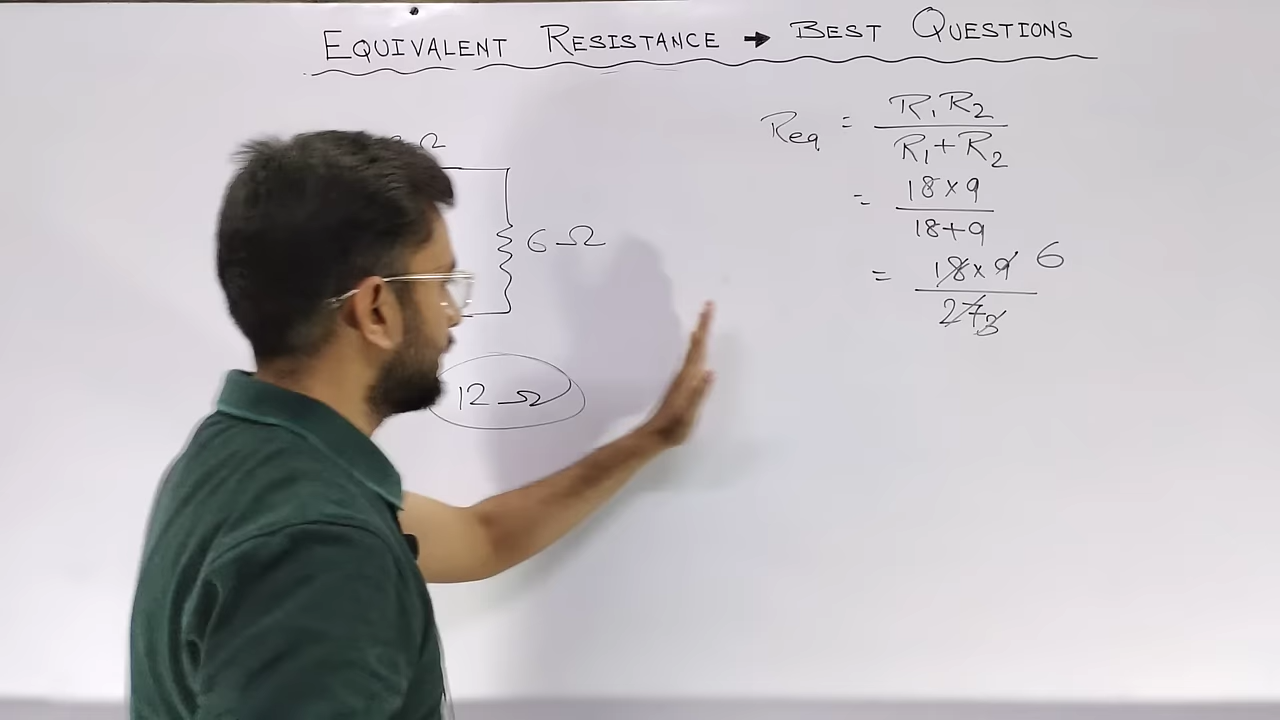 EQUIVALENT RESISTANCE → BEST QUESTIONS
Req = R₁R₂ / R₁+R₂
= 18×9 / 18+9
= 18×9 / 27 3 6
Ω
6 Ω
12 Ω